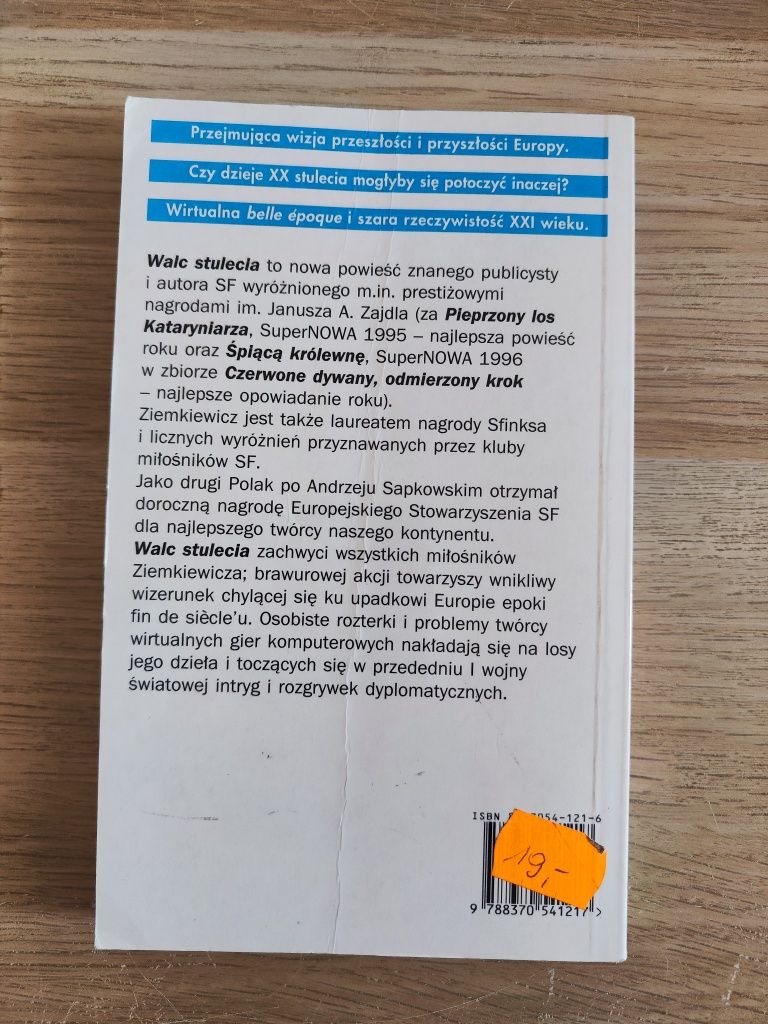 Przejmująca wizja przeszłości i przyszłości Europy.
Czy dzieje XX stulecia mogłyby się potoczyć inaczej?
Wirtualna belle époque i szara rzeczywistość XXI wieku.
Walc stulecia to nowa powieść znanego publicysty
i autora SF wyróżnionego m.in. prestiżowymi
nagrodami im. Janusza A. Zajdla (za Pieprzony los
Kataryniarza, SuperNOWA 1995 – najlepsza powieść
roku oraz Śpiącą królewnę, SuperNOWA 1996
w zbiorze Czerwone dywany, odmierzony krok
– najlepsze opowiadanie roku).
Ziemkiewicz jest także laureatem nagrody Sfinksa
i licznych wyróżnień przyznawanych przez kluby
miłośników SF.
Jako drugi Polak po Andrzeju Sapkowskim otrzymał
doroczną nagrodę Europejskiego Stowarzyszenia SF
dla najlepszego twórcy naszego kontynentu.
Walc stulecia zachwyci wszystkich miłośników
Ziemkiewicza; brawurowej akcji towarzyszy wnikliwy
wizerunek chylącej się ku upadkowi Europie epoki
fin de siècle'u. Osobiste rozterki i problemy twórcy
wirtualnych gier komputerowych nakładają się na losy
jego dzieła i toczących się w przededniu I wojny
światowej intryg i rozgrywek dyplomatycznych.
ISBN 054-121-6
19,-
9 788370 541217 >